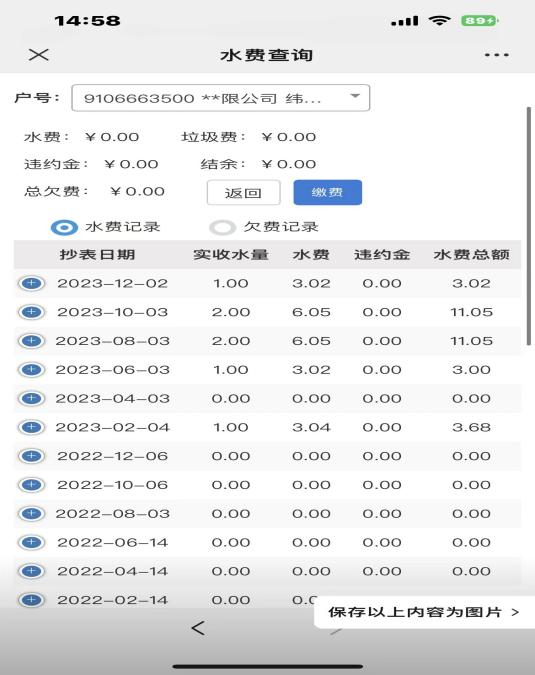 14:58 89
水费查询
户号： 9106663500 **限公司 纬...
水费：￥0.00 垃圾费：￥0.00
违约金：￥0.00 结余：￥0.00
总欠费：￥0.00 返回 缴费
水费记录 欠费记录
抄表日期 实收水量 水费 违约金 水费总额
2023-12-02 1.00 3.02 0.00 3.02
2023-10-03 2.00 6.05 0.00 11.05
2023-08-03 2.00 6.05 0.00 11.05
2023-06-03 1.00 3.02 0.00 3.00
2023-04-03 0.00 0.00 0.00 0.00
2023-02-04 1.00 3.04 0.00 3.68
2022-12-06 0.00 0.00 0.00 0.00
2022-10-06 0.00 0.00 0.00 0.00
2022-08-03 0.00 0.00 0.00 0.00
2022-06-14 0.00 0.00 0.00 0.00
2022-04-14 0.00 0.00 0.00 0.00
2022-02-14 0.00
保存以上内容为图片 >